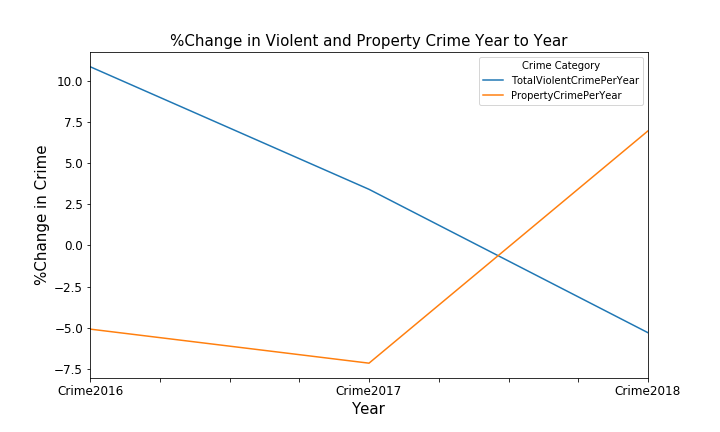 %Change in Violent and Property Crime Year to Year
Crime Category
TotalViolentCrimePerYear
PropertyCrimePerYear
%Change in Crime
10.0
7.5
5.0
2.5
0.0
−2.5
−5.0
−7.5
Crime2016 Crime2017 Crime2018
Year